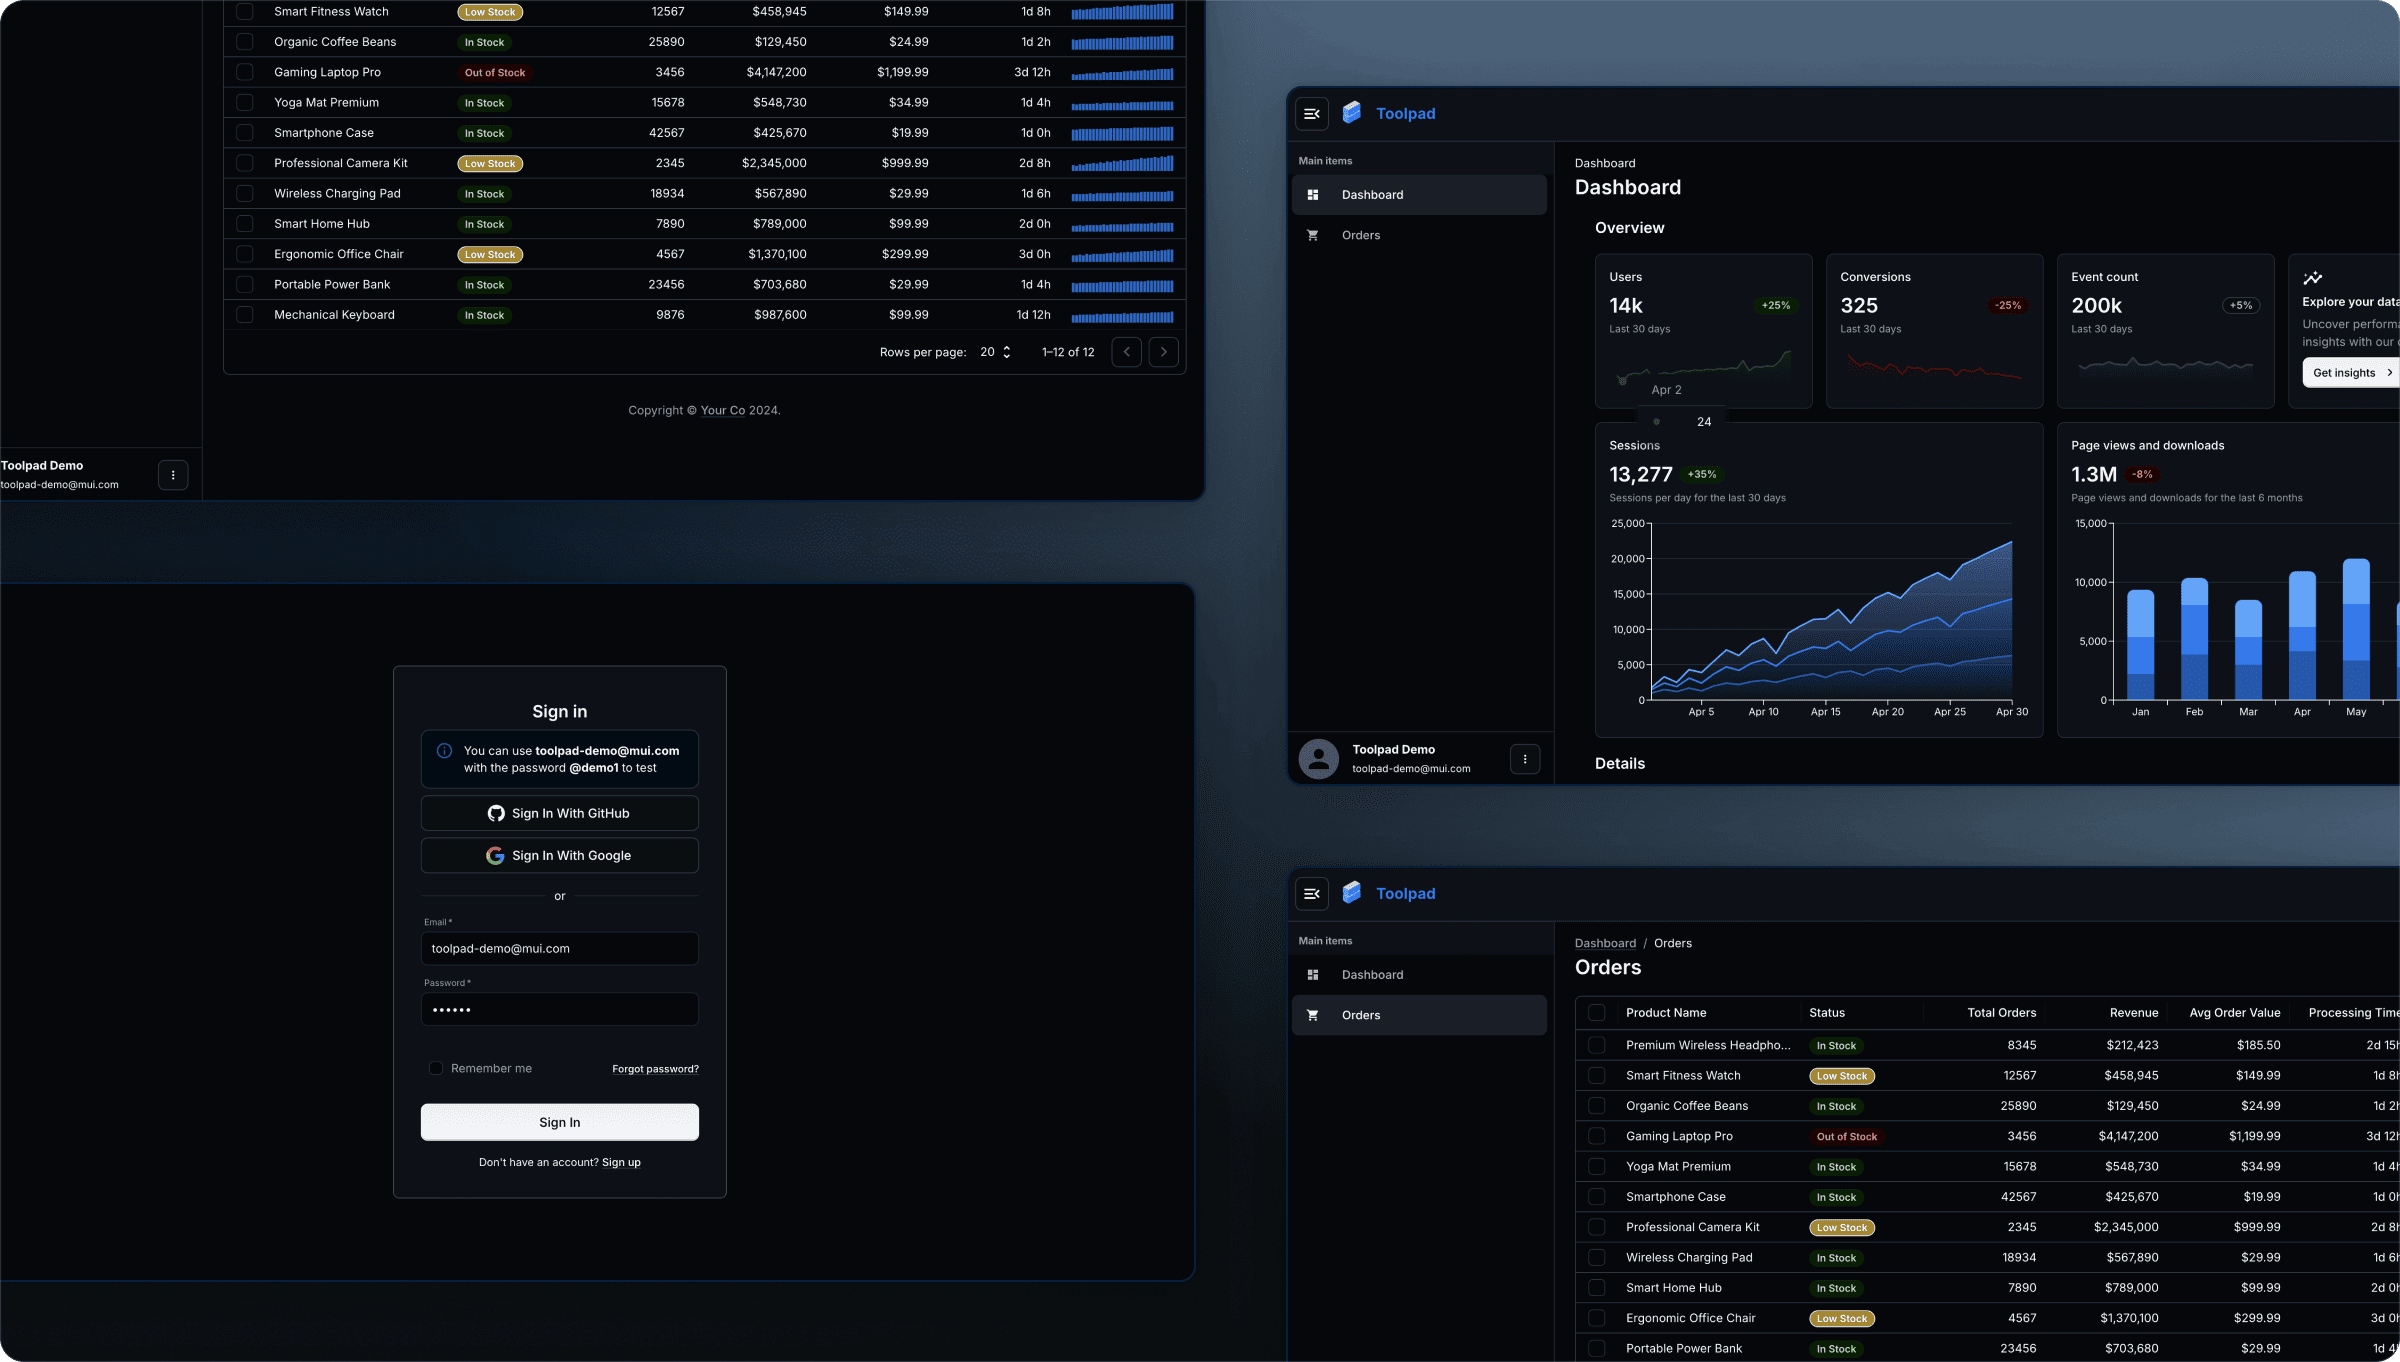 Smart Fitness Watch Low Stock 12567 $458,945 $149.99 1d 8h
Organic Coffee Beans In Stock 25890 $129,450 $24.99 1d 2h
Gaming Laptop Pro Out of Stock 3456 $4,147,200 $1,199.99 3d 12h
Yoga Mat Premium In Stock 15678 $548,730 $34.99 1d 4h
Smartphone Case In Stock 42567 $425,670 $19.99 1d 0h
Professional Camera Kit Low Stock 2345 $2,345,000 $999.99 2d 8h
Wireless Charging Pad In Stock 18934 $567,890 $29.99 1d 6h
Smart Home Hub In Stock 7890 $789,000 $99.99 2d 0h
Ergonomic Office Chair Low Stock 4567 $1,370,100 $299.99 3d 0h
Portable Power Bank In Stock 23456 $703,680 $29.99 1d 4h
Mechanical Keyboard In Stock 9876 $987,600 $99.99 1d 12h
Rows per page: 20 1–12 of 12
Copyright © Your Co 2024.
Toolpad Demo
toolpad-demo@mui.com
Sign in
You can use toolpad-demo@mui.com
with the password @demo1 to test
Sign In With GitHub
Sign In With Google
or
Email *
toolpad-demo@mui.com
Password *
Remember me Forgot password?
Sign In
Don't have an account? Sign up
Toolpad
Main items
Dashboard
Orders
Toolpad Demo
toolpad-demo@mui.com
Dashboard
Dashboard
Overview
Users
14k +25%
Last 30 days
Apr 2
24
Conversions
325 -25%
Last 30 days
Event count
200k +5%
Last 30 days
Explore your data
Uncover performa
insights with our
Get insights
Sessions
13,277 +35%
Sessions per day for the last 30 days
25,000
20,000
15,000
10,000
5,000
0
Apr 5 Apr 10 Apr 15 Apr 20 Apr 25 Apr 30
Page views and downloads
1.3M -8%
Page views and downloads for the last 6 months
15,000
10,000
5,000
0
Jan Feb Mar Apr May
Details
Toolpad
Main items
Dashboard
Orders
Dashboard / Orders
Orders
Product Name Status Total Orders Revenue Avg Order Value Processing Time
Premium Wireless Headpho... In Stock 8345 $212,423 $185.50 2d 15h
Smart Fitness Watch Low Stock 12567 $458,945 $149.99 1d 8h
Organic Coffee Beans In Stock 25890 $129,450 $24.99 1d 2h
Gaming Laptop Pro Out of Stock 3456 $4,147,200 $1,199.99 3d 12h
Yoga Mat Premium In Stock 15678 $548,730 $34.99 1d 4h
Smartphone Case In Stock 42567 $425,670 $19.99 1d 0h
Professional Camera Kit Low Stock 2345 $2,345,000 $999.99 2d 8h
Wireless Charging Pad In Stock 18934 $567,890 $29.99 1d 6h
Smart Home Hub In Stock 7890 $789,000 $99.99 2d 0h
Ergonomic Office Chair Low Stock 4567 $1,370,100 $299.99 3d 0h
Portable Power Bank In Stock 23456 $703,680 $29.99 1d 4